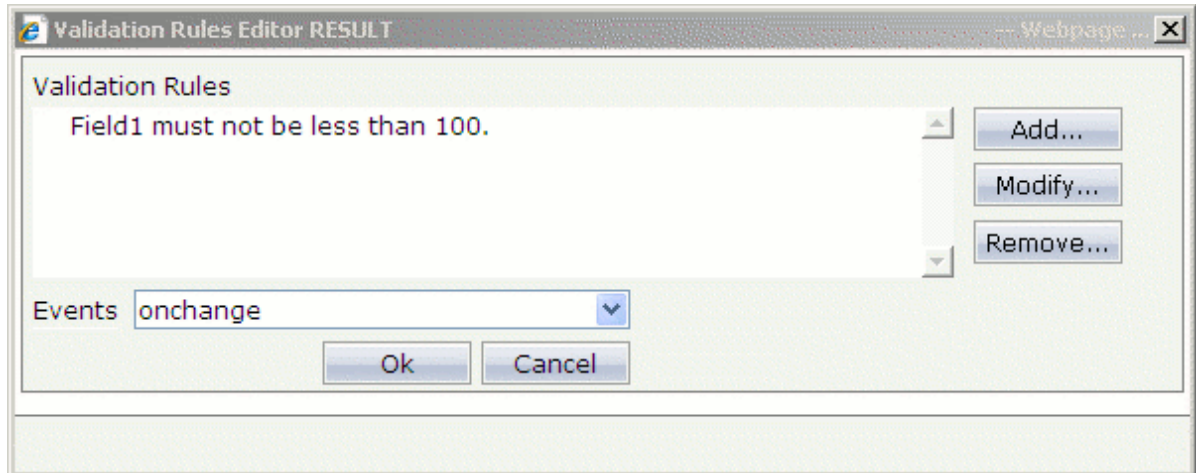 Validation Rules Editor RESULT -- Webpage ...
Validation Rules
Field1 must not be less than 100.
Add...
Modify...
Remove...
Events onchange
Ok Cancel